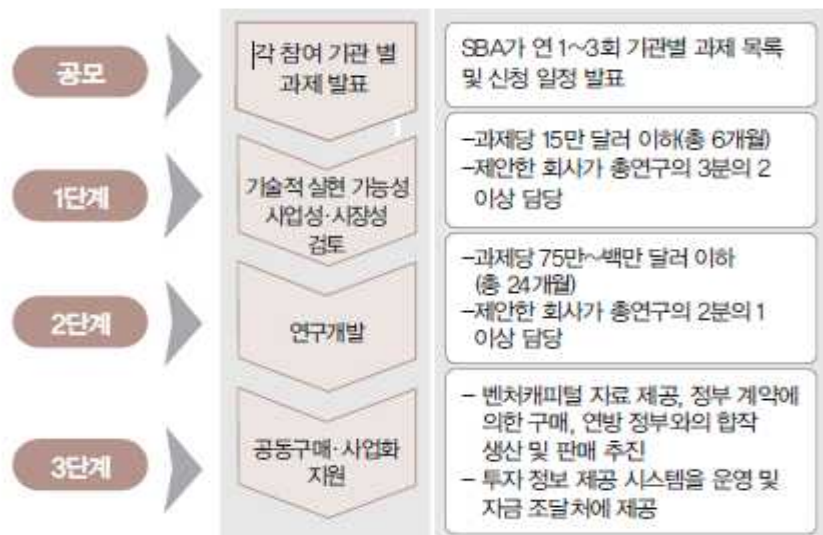 공모
각 참여 기관 별
과제 발표
SBA가 연 1~3회 기관별 과제 목록
및 신청 일정 발표
1단계
기술적 실현 가능성
사업성·시장성
검토
-과제당 15만 달러 이하(총 6개월)
-제안한 회사가 총연구의 3분의 2
이상 담당
2단계
연구개발
-과제당 75만~백만 달러 이하
(총 24개월)
-제안한 회사가 총연구의 2분의 1
이상 담당
3단계
공동구매·사업화
지원
- 벤처캐피털 자료 제공, 정부 계약에
의한 구매, 연방 정부와의 합작
생산 및 판매 추진
- 투자 정보 제공 시스템을 운영 및
자금 조달처에 제공